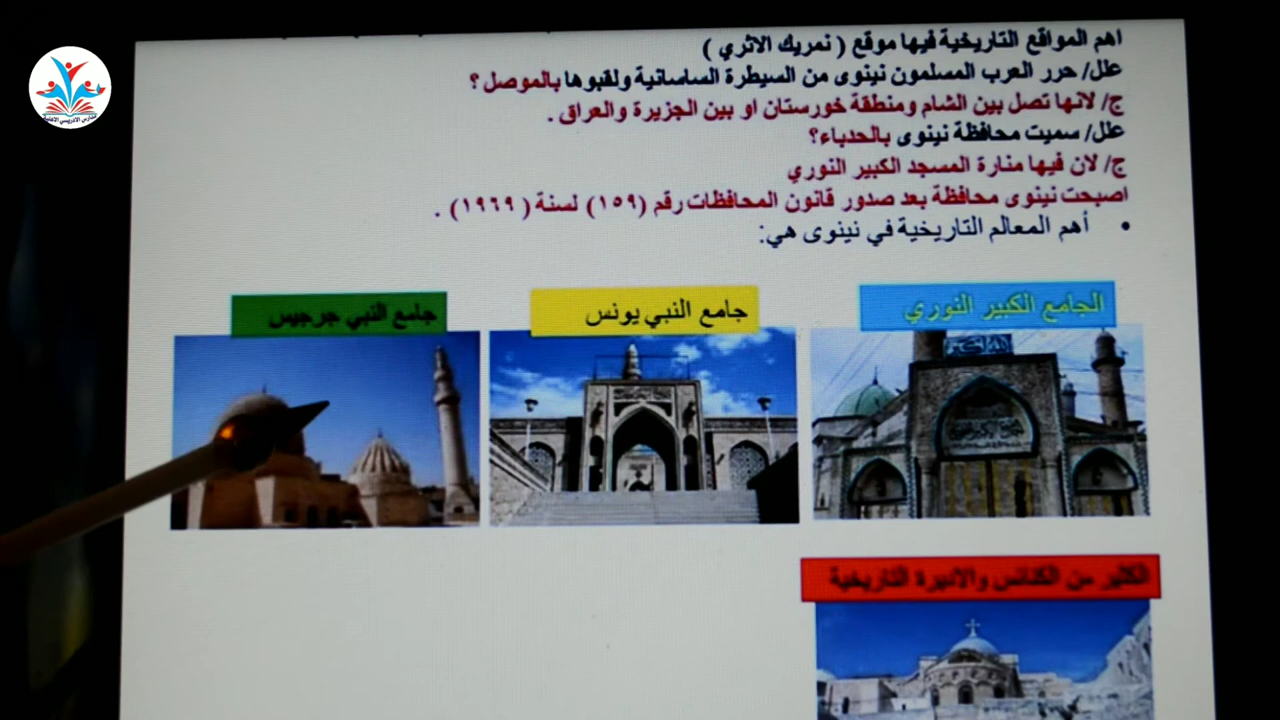 اهم المواقع التاريخية فيها موقع ( نمريك الاثري )
علل/ حرر العرب المسلمون نينوى من السيطرة الساسانية ولقبوها بالموصل ؟
ج/ لانها تصل بين الشام ومنطقة خورستان او بين الجزيرة والعراق .
علل/ سميت محافظة نينوى بالحدباء؟
ج/ لان فيها منارة المسجد الكبير النوري
اصبحت نينوى محافظة بعد صدور قانون المحافظات رقم (١٥٩) لسنة (١٩٦٩) .
• أهم المعالم التاريخية في نينوى هي:
الجامع الكبير النوري
جامع النبي يونس
جامع النبي جرجيس
الله اكبر
الكثير من الكنائس والاديرة التاريخية